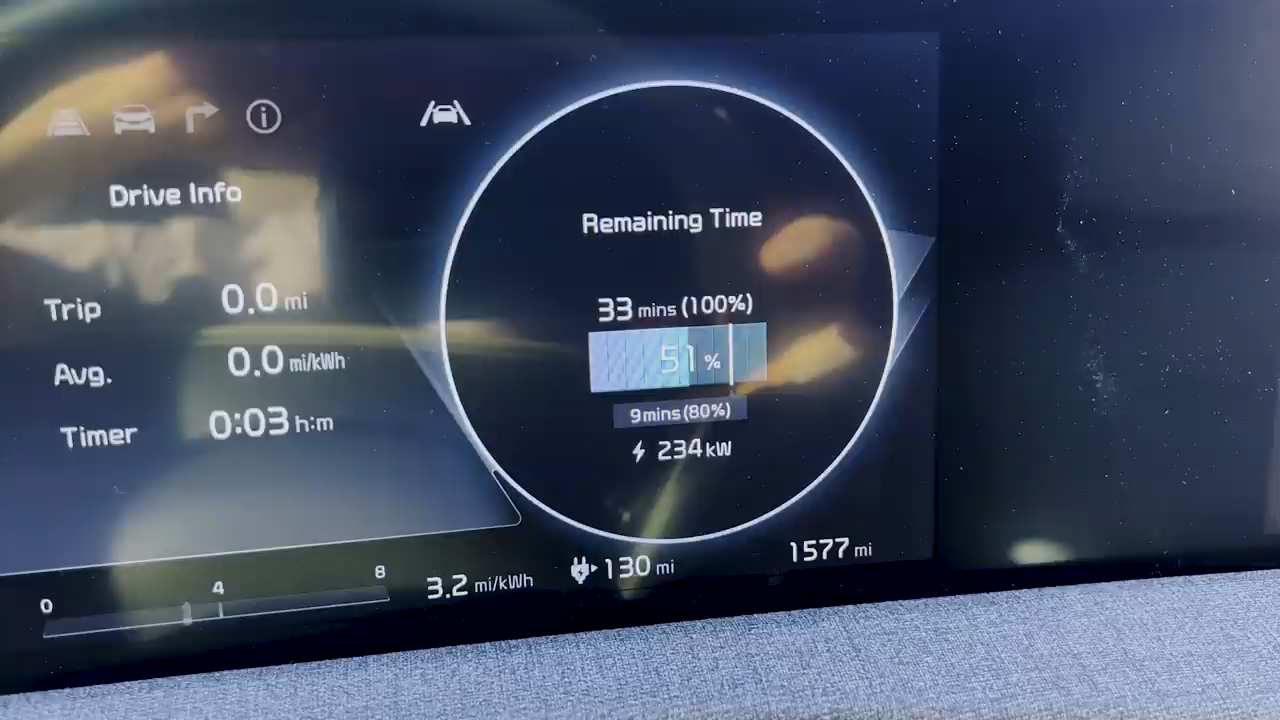 Drive Info
Trip 0.0 mi
Avg. 0.0 mi/kWh
Timer 0:03 h:m
Remaining Time
33 mins (100%)
51 %
9mins(80%)
234 kW
0 4 8
3.2 mi/kWh
130 mi
1577 mi